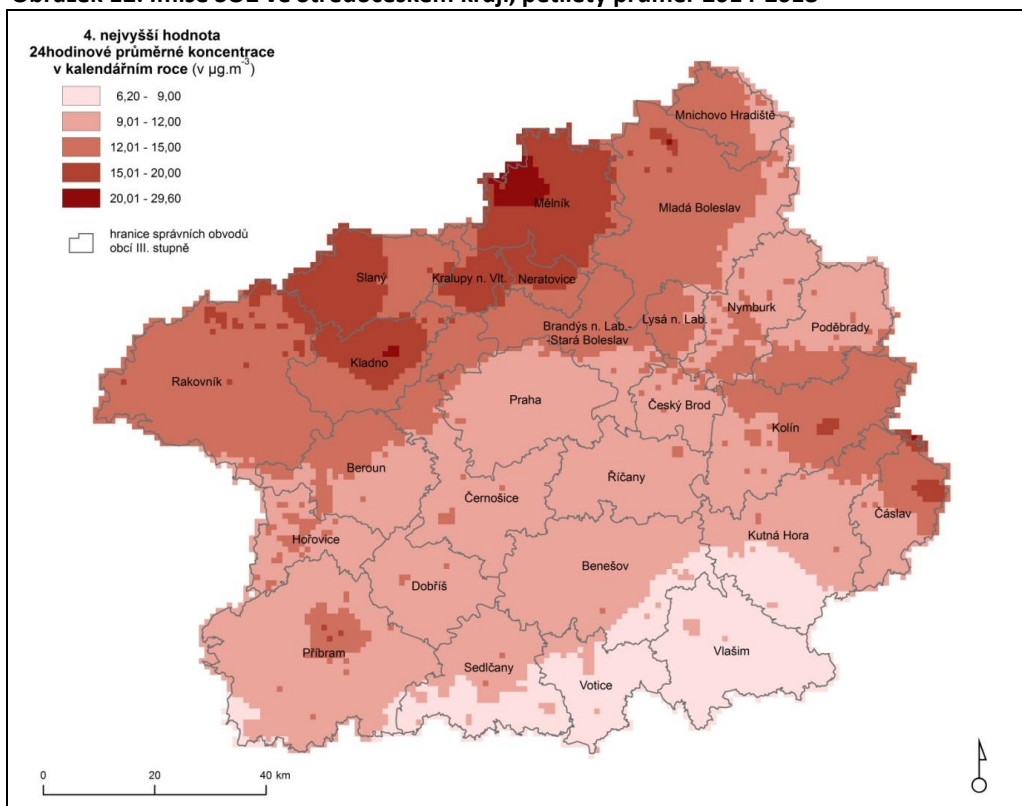 4. nejvyšší hodnota
24hodinové průměrné koncentrace
v kalendářním roce (v µg.m⁻³)
6,20 - 9,00
9,01 - 12,00
12,01 - 15,00
15,01 - 20,00
20,01 - 29,60
hranice správních obvodů
obcí III. stupně
Mnichovo Hradiště
Mělník
Mladá Boleslav
Slaný
Kralupy n. Vlt.
Neratovice
Nymburk
Poděbrady
Brandýs n. Lab.-
-Stará Boleslav
Lysá n. Lab.
Kladno
Rakovník
Praha
Český Brod
Kolín
Beroun
Černošice
Říčany
Čáslav
Hořovice
Kutná Hora
Dobříš
Benešov
Příbram
Sedlčany
Vlašim
Votice
0 20 40 km